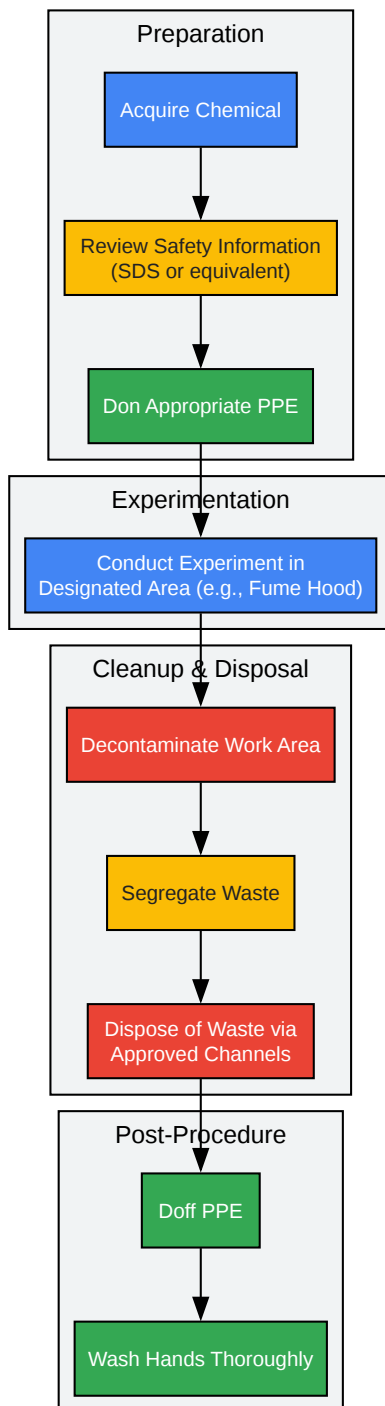 Preparation
Acquire Chemical
Review Safety Information
(SDS or equivalent)
Don Appropriate PPE
Experimentation
Conduct Experiment in
Designated Area (e.g., Fume Hood)
Cleanup & Disposal
Decontaminate Work Area
Segregate Waste
Dispose of Waste via
Approved Channels
Post-Procedure
Doff PPE
Wash Hands Thoroughly